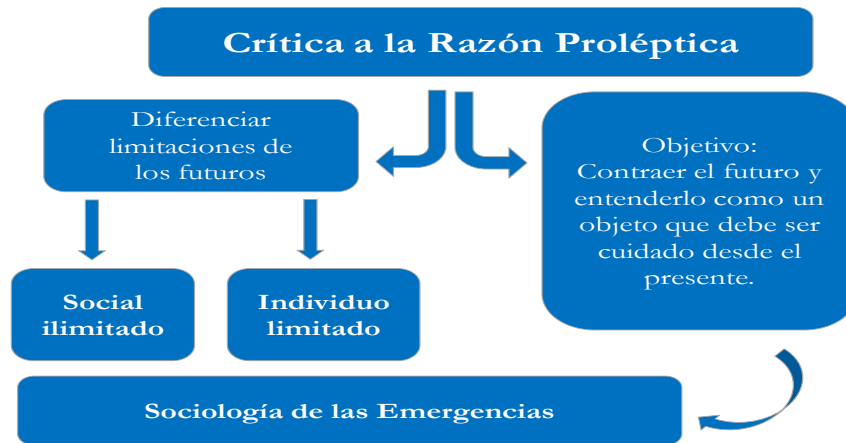 Crítica a la Razón Proléptica
Diferenciar
limitaciones de
los futuros
Objetivo:
Contraer el futuro y
entenderlo como un
objeto que debe ser
cuidado desde el
presente.
Social
ilimitado
Individuo
limitado
Sociología de las Emergencias